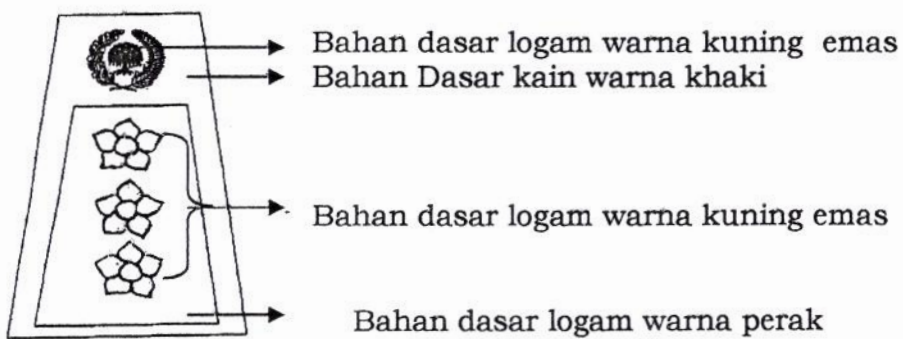 Bahan dasar logam warna kuning emas
Bahan Dasar kain warna khaki
Bahan dasar logam warna kuning emas
Bahan dasar logam warna perak